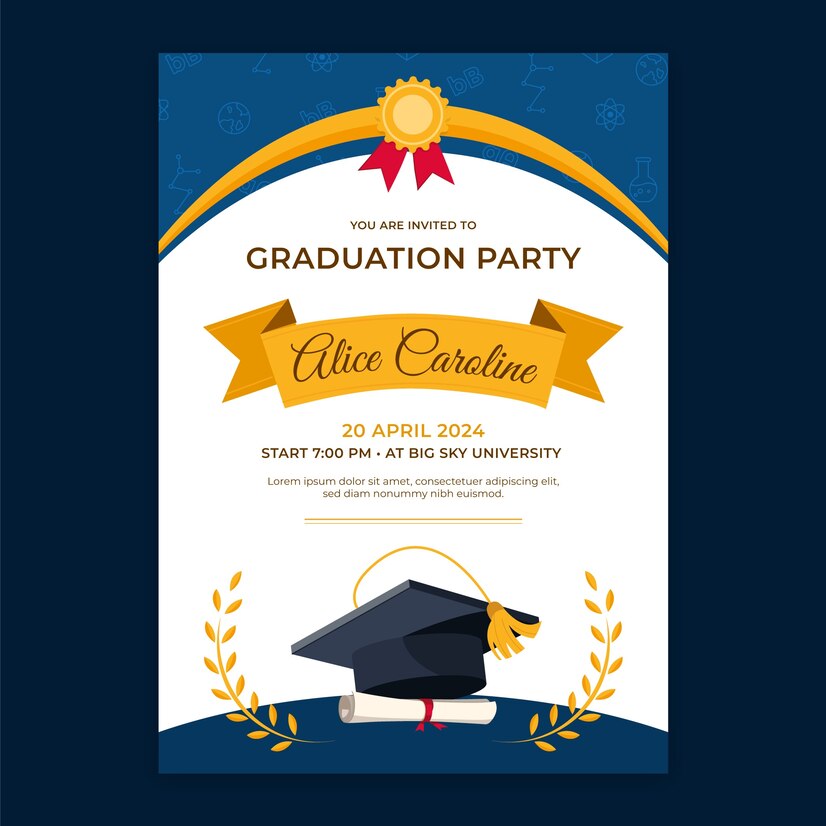 YOU ARE INVITED TO
GRADUATION PARTY
Alice Caroline
20 APRIL 2024
START 7:00 PM • AT BIG SKY UNIVERSITY
Lorem ipsum dolor sit amet, consectetuer adipiscing elit,
sed diam nonummy nibh euismod.